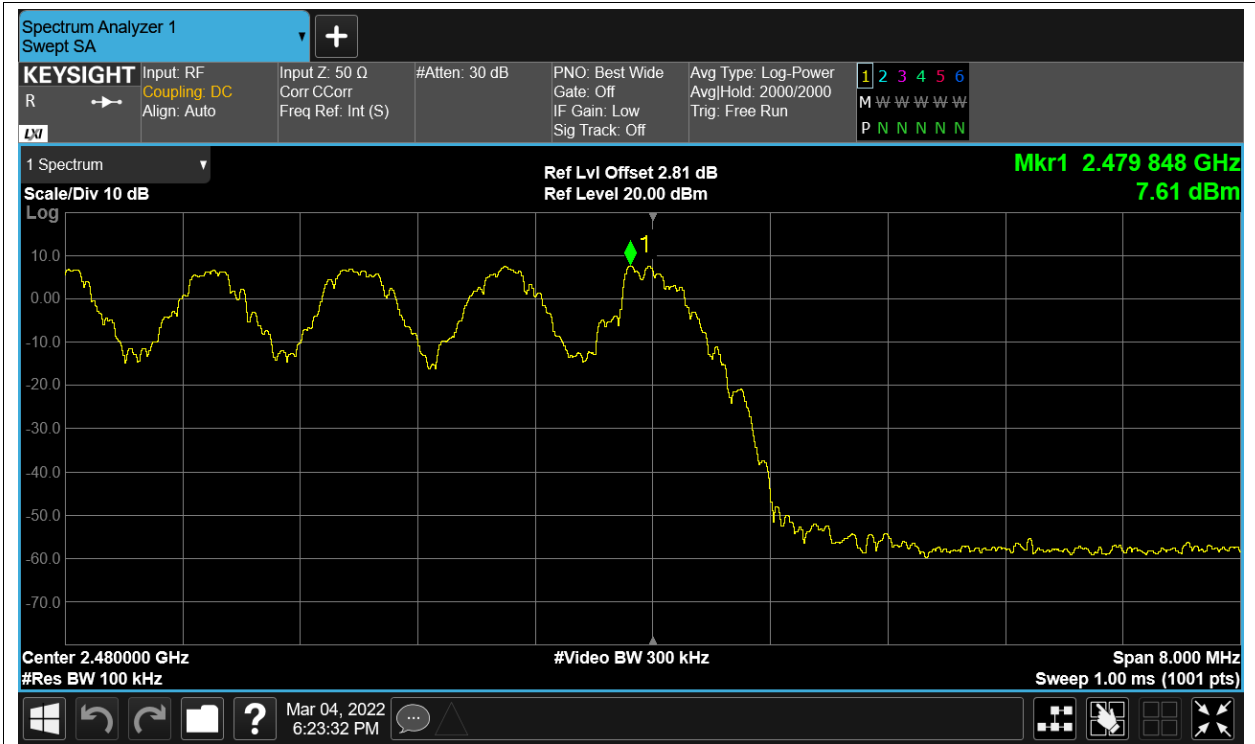 Spectrum Analyzer 1
Swept SA
+
KEYSIGHT
R
LXI
Input: RF
Coupling: DC
Align: Auto
Input Z: 50 Ω
Corr CCorr
Freq Ref: Int (S)
#Atten: 30 dB
PNO: Best Wide
Gate: Off
IF Gain: Low
Sig Track: Off
Avg Type: Log-Power
Avg|Hold: 2000/2000
Trig: Free Run
1 2 3 4 5 6
M W W W W W
P N N N N N
1 Spectrum
Scale/Div 10 dB
Log
Ref Lvl Offset 2.81 dB
Ref Level 20.00 dBm
Mkr1 2.479 848 GHz
7.61 dBm
1
10.0
0.00
-10.0
-20.0
-30.0
-40.0
-50.0
-60.0
-70.0
Center 2.480000 GHz
#Res BW 100 kHz
#Video BW 300 kHz
Span 8.000 MHz
Sweep 1.00 ms (1001 pts)
?
Mar 04, 2022
6:23:32 PM